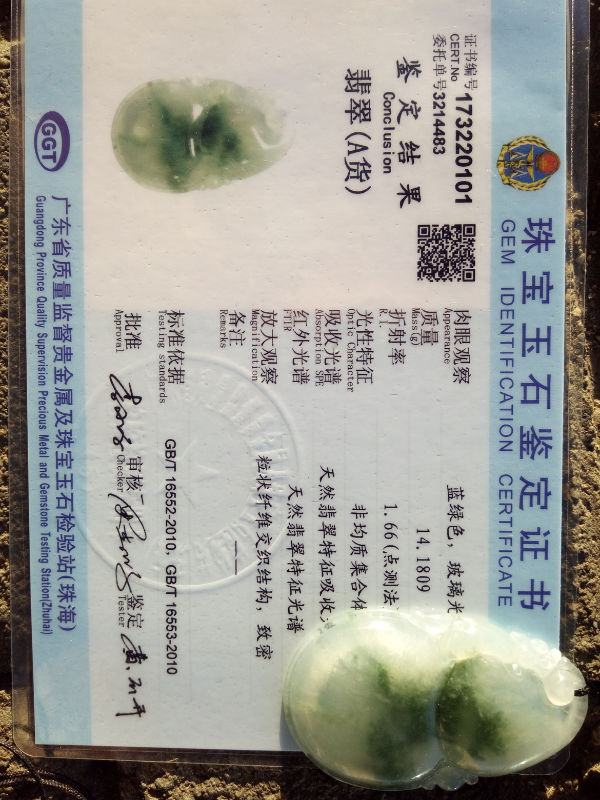 珠宝玉石鉴定证书
GEM IDENTIFICATION CERTIFICATE
证书编号
CERT.No 173220101
委托单号 3214483
鉴定结果
Conclusion
翡翠(A货)
肉眼观察 蓝绿色，玻璃光
Appearance
质量 14.1809
Mass(g)
折射率 1.66(点测法
R.I.
光性特征 非均质集合体
Optic Character
吸收光谱 天然翡翠特征吸收
Absorption SPE
红外光谱 天然翡翠特征光谱
FTIR
放大观察 粒状纤维交织结构，致密
Magnification
备注 ——
Remarks
标准依据 GB/T 16552-2010、GB/T 16553-2010
Testing standards
批准 审核 鉴定
Approval Checker Tester
GGT
广东省质量监督贵金属及珠宝玉石检验站(珠海)
Guangdong Province Quality Supervision Precious Metal and Gemstone Testing Station(Zhuhai)